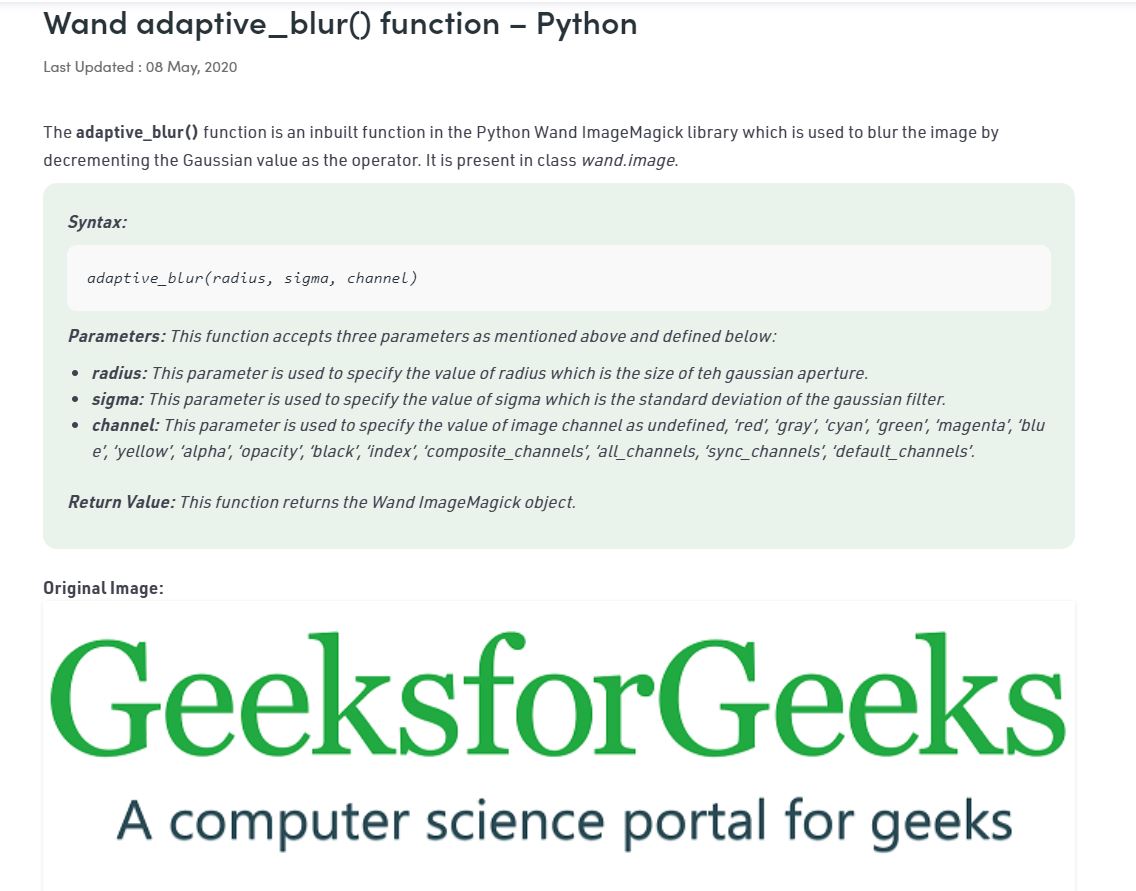 Wand adaptive_blur() function – Python
Last Updated : 08 May, 2020
The adaptive_blur() function is an inbuilt function in the Python Wand ImageMagick library which is used to blur the image by
decrementing the Gaussian value as the operator. It is present in class wand.image.
Syntax:
adaptive_blur(radius, sigma, channel)
Parameters: This function accepts three parameters as mentioned above and defined below:
• radius: This parameter is used to specify the value of radius which is the size of teh gaussian aperture.
• sigma: This parameter is used to specify the value of sigma which is the standard deviation of the gaussian filter.
• channel: This parameter is used to specify the value of image channel as undefined, ‘red’, ‘gray’, ‘cyan’, ‘green’, ‘magenta’, ‘blu
e’, ‘yellow’, ‘alpha’, ‘opacity’, ‘black’, ‘index’, ‘composite_channels’, ‘all_channels, ‘sync_channels’, ‘default_channels’.
Return Value: This function returns the Wand ImageMagick object.
Original Image:
GeeksforGeeks
A computer science portal for geeks